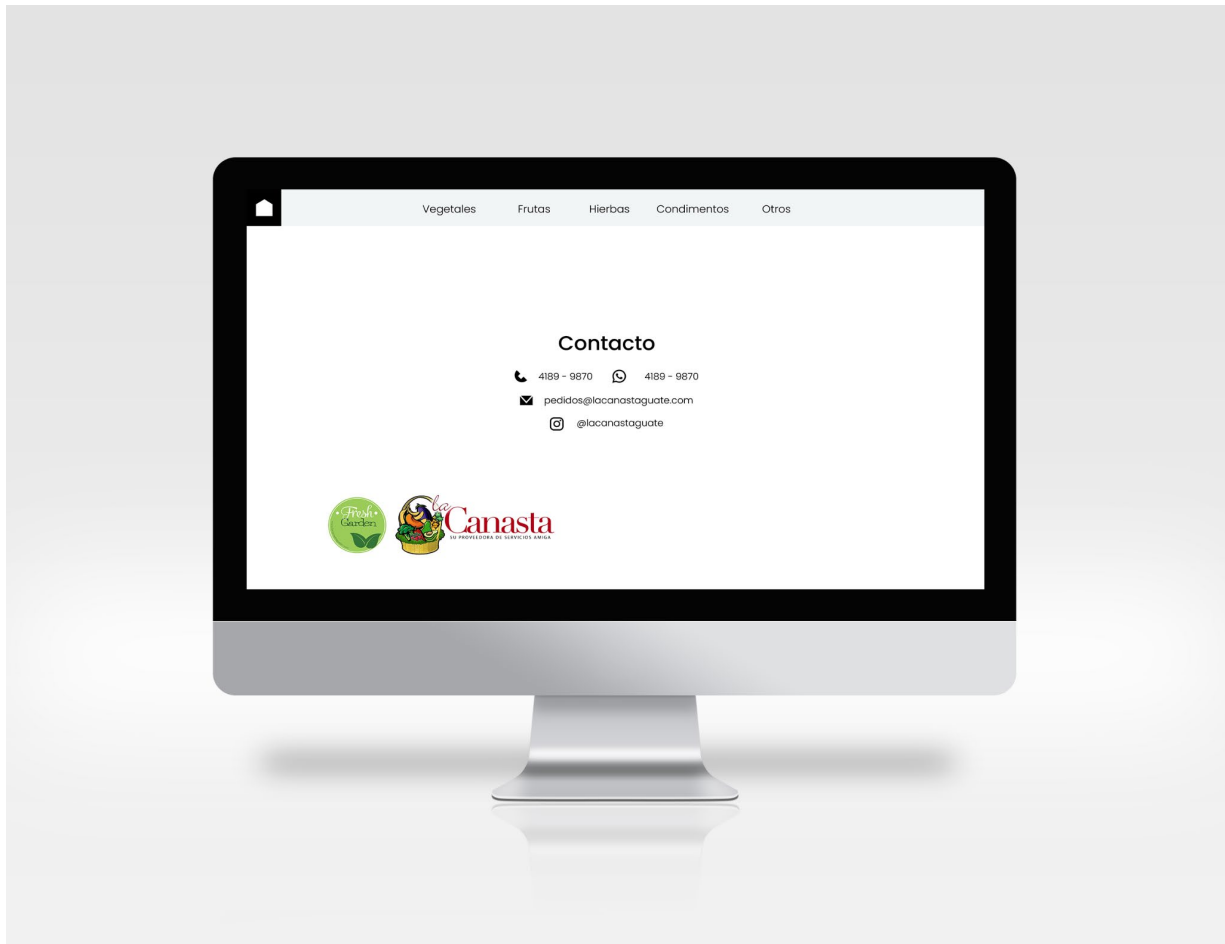 Vegetales Frutas Hierbas Condimentos Otros
Contacto
4189 - 9870 4189 - 9870
pedidos@lacanastaguate.com
@lacanastaguate
• Fresh •
Garden
la
Canasta
SU PROVEEDORA DE SERVICIOS AMIGA